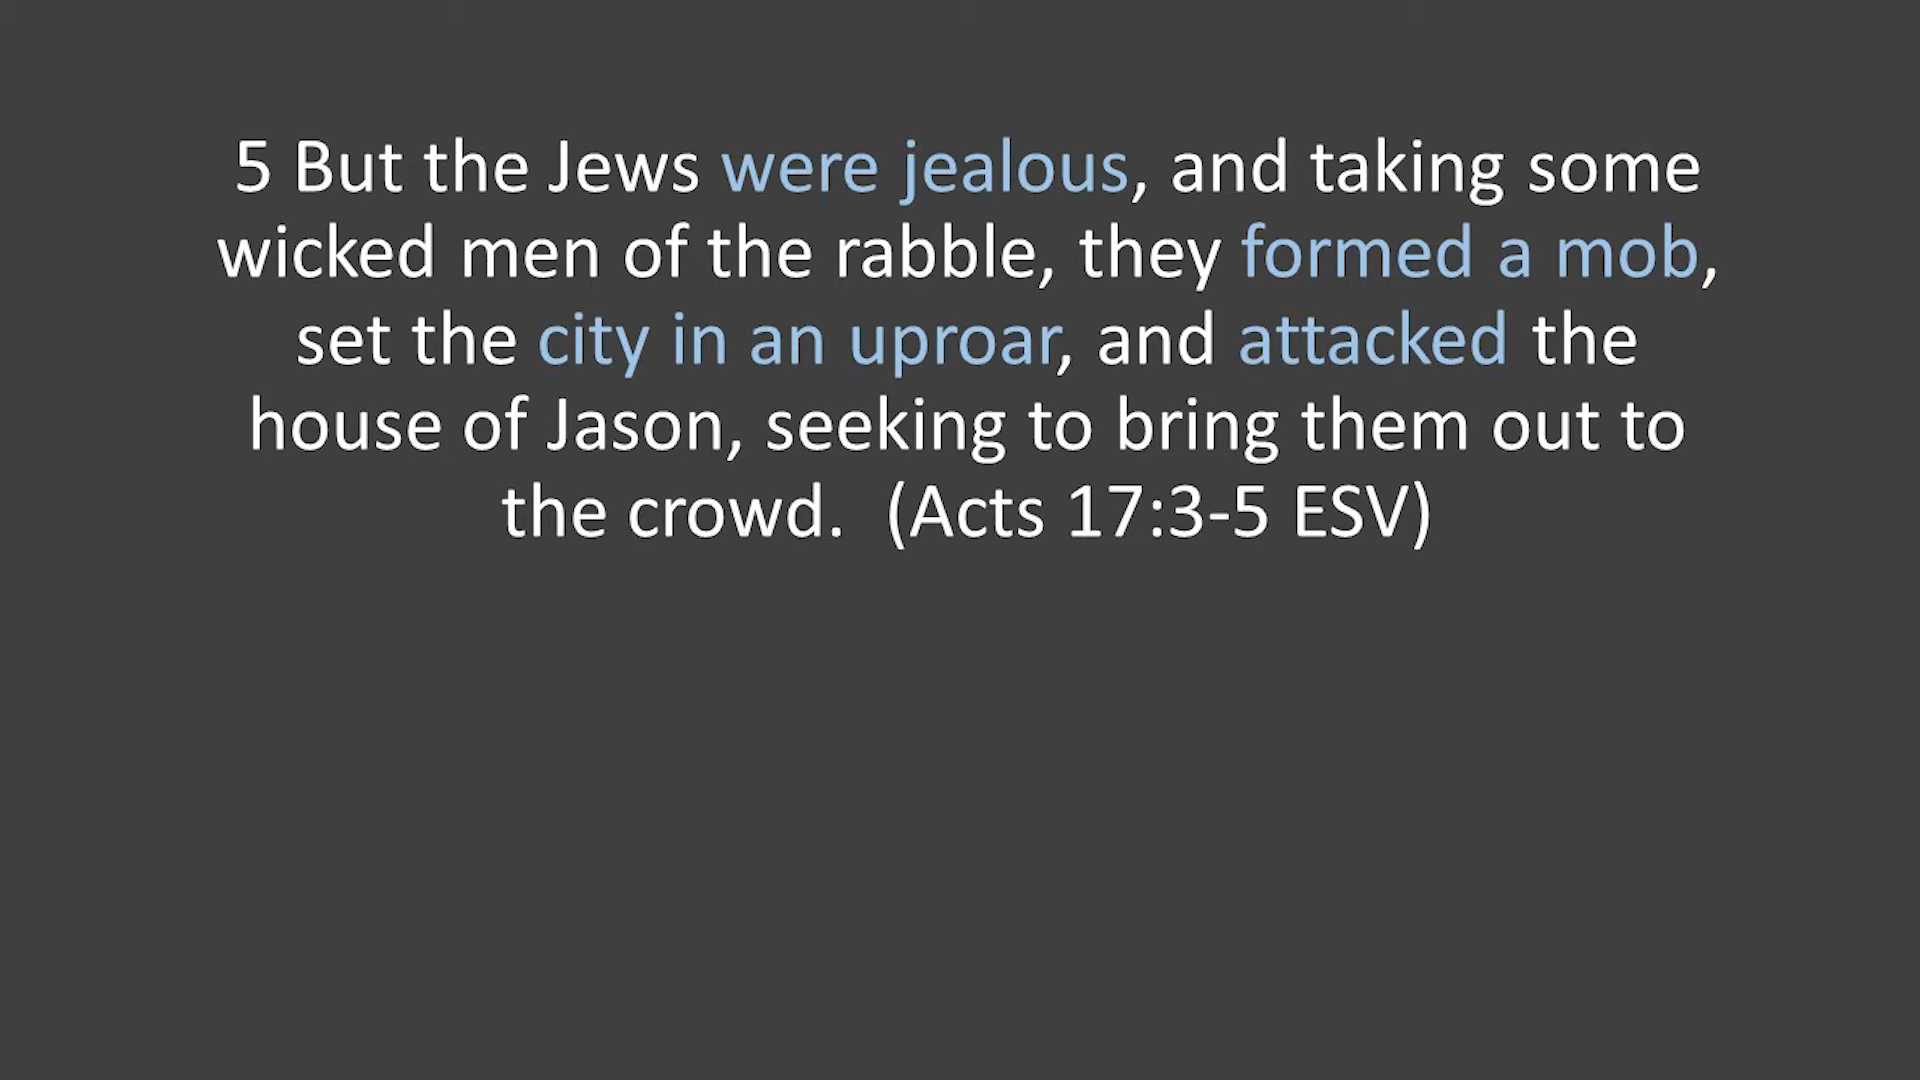 5 But the Jews were jealous, and taking some
wicked men of the rabble, they formed a mob,
set the city in an uproar, and attacked the
house of Jason, seeking to bring them out to
the crowd.  (Acts 17:3-5 ESV)